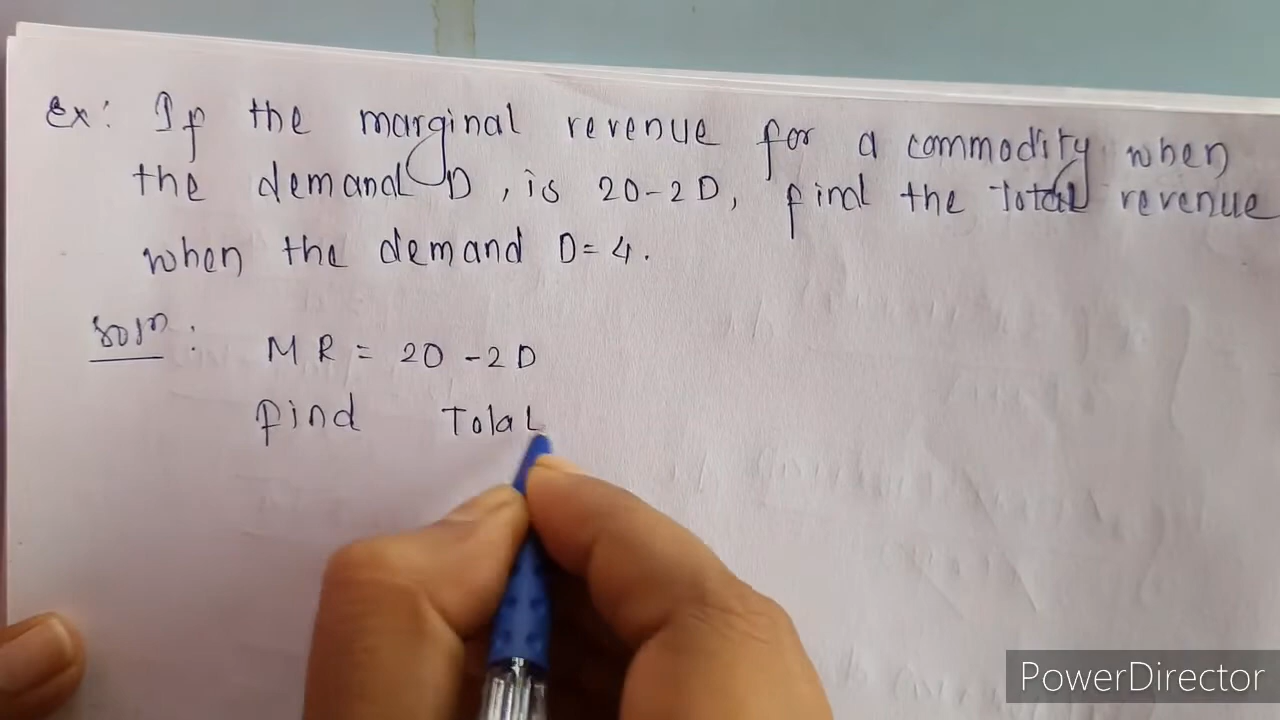 Ex: If the marginal revenue for a commodity when
the demand D, is 20-2D, find the Total revenue
when the demand D=4.
Soln:
MR = 20 -2D
find Total
PowerDirector